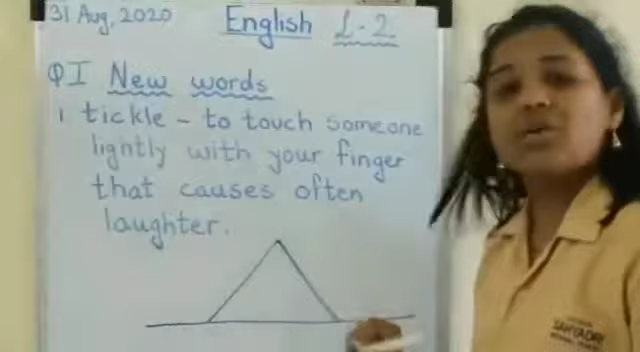 31 Aug, 2020 English L-2
Q I New words
1 tickle - to touch someone
lightly with your finger
that causes often
laughter.
SAHYADRI